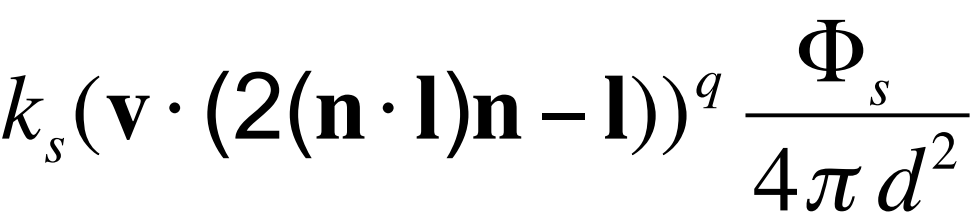 k_s(v · (2(n · l)n – l))^q Φ_s / 4π d^2